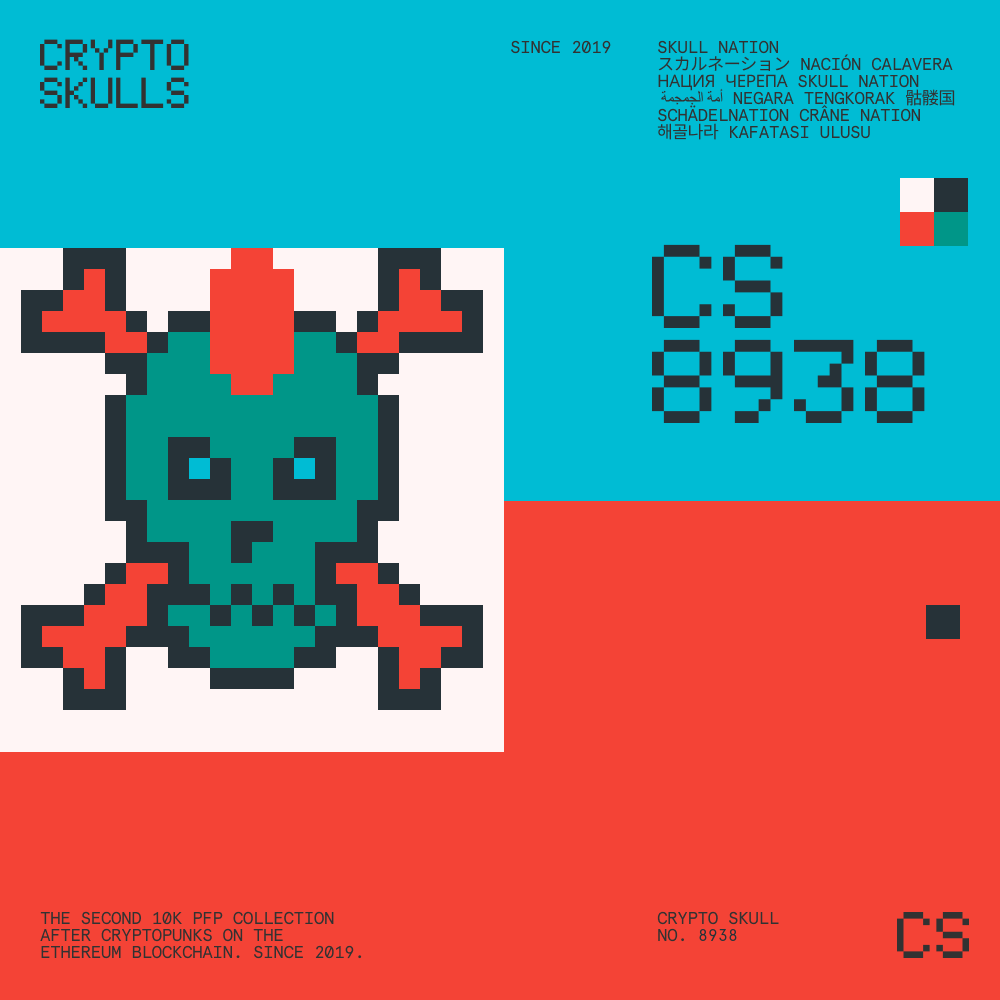 CRYPTO
SKULLS
SINCE 2019
SKULL NATION
スカルネーション NACIÓN CALAVERA
НАЦИЯ ЧЕРЕПА SKULL NATION
أمة الجمجمة NEGARA TENGKORAK 骷髅国
SCHÄDELNATION CRÂNE NATION
해골나라 KAFATASI ULUSU
CS
8938
THE SECOND 10K PFP COLLECTION
AFTER CRYPTOPUNKS ON THE
ETHEREUM BLOCKCHAIN. SINCE 2019.
CRYPTO SKULL
NO. 8938
CS